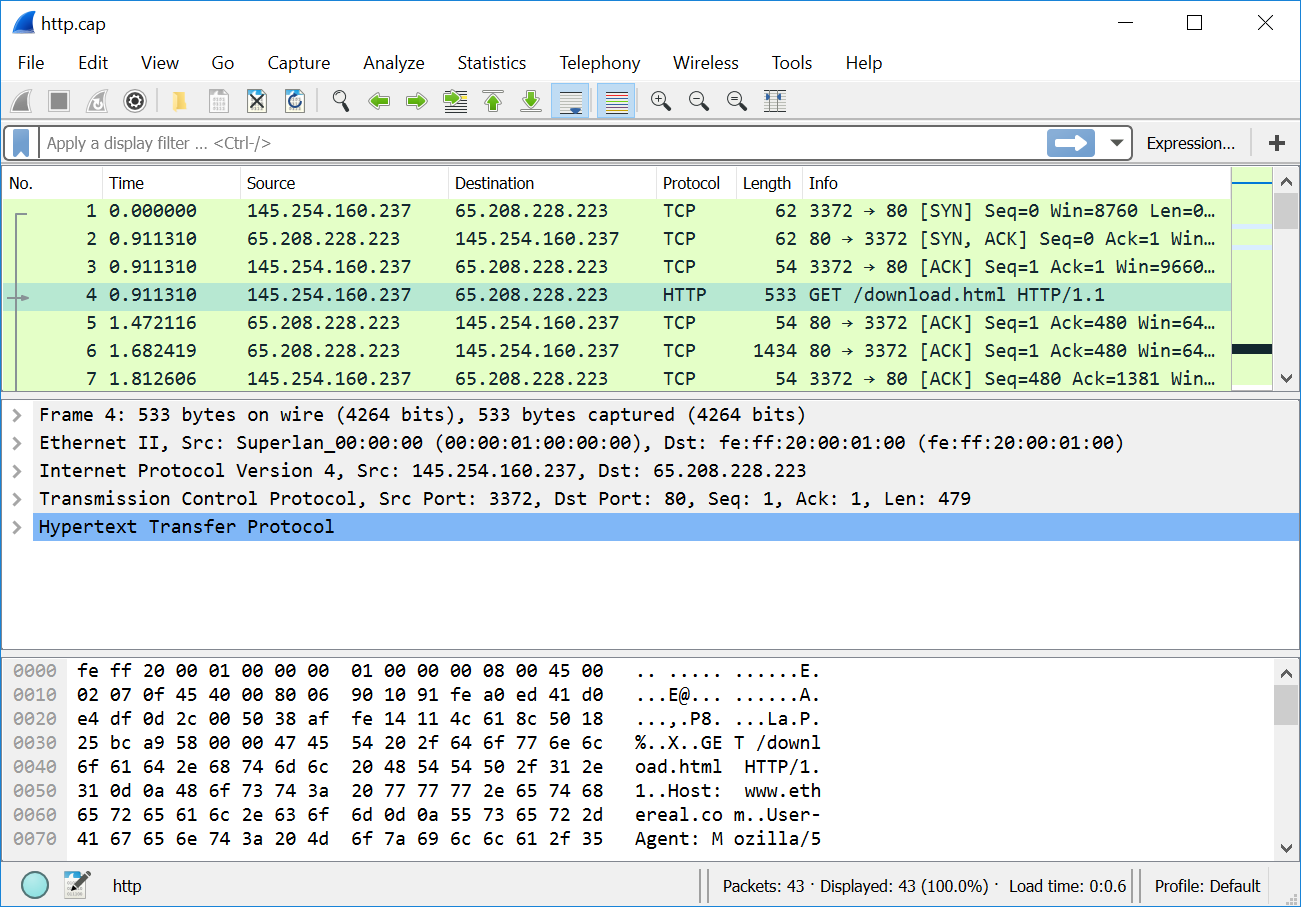 http.cap
File Edit View Go Capture Analyze Statistics Telephony Wireless Tools Help
Apply a display filter ... <Ctrl-/> Expression... +
No. Time Source Destination Protocol Length Info
1 0.000000 145.254.160.237 65.208.228.223 TCP 62 3372 → 80 [SYN] Seq=0 Win=8760 Len=0…
2 0.911310 65.208.228.223 145.254.160.237 TCP 62 80 → 3372 [SYN, ACK] Seq=0 Ack=1 Win…
3 0.911310 145.254.160.237 65.208.228.223 TCP 54 3372 → 80 [ACK] Seq=1 Ack=1 Win=9660…
4 0.911310 145.254.160.237 65.208.228.223 HTTP 533 GET /download.html HTTP/1.1
5 1.472116 65.208.228.223 145.254.160.237 TCP 54 80 → 3372 [ACK] Seq=1 Ack=480 Win=64…
6 1.682419 65.208.228.223 145.254.160.237 TCP 1434 80 → 3372 [ACK] Seq=1 Ack=480 Win=64…
7 1.812606 145.254.160.237 65.208.228.223 TCP 54 3372 → 80 [ACK] Seq=480 Ack=1381 Win…
Frame 4: 533 bytes on wire (4264 bits), 533 bytes captured (4264 bits)
Ethernet II, Src: Superlan_00:00:00 (00:00:01:00:00:00), Dst: fe:ff:20:00:01:00 (fe:ff:20:00:01:00)
Internet Protocol Version 4, Src: 145.254.160.237, Dst: 65.208.228.223
Transmission Control Protocol, Src Port: 3372, Dst Port: 80, Seq: 1, Ack: 1, Len: 479
Hypertext Transfer Protocol
0000 fe ff 20 00 01 00 00 00 01 00 00 00 08 00 45 00 .. ..... ......E.
0010 02 07 0f 45 40 00 80 06 90 10 91 fe a0 ed 41 d0 ...E@... ......A.
0020 e4 df 0d 2c 00 50 38 af fe 14 11 4c 61 8c 50 18 ...,.P8. ...La.P.
0030 25 bc a9 58 00 00 47 45 54 20 2f 64 6f 77 6e 6c %..X..GE T /downl
0040 6f 61 64 2e 68 74 6d 6c 20 48 54 54 50 2f 31 2e oad.html HTTP/1.
0050 31 0d 0a 48 6f 73 74 3a 20 77 77 77 2e 65 74 68 1..Host: www.eth
0060 65 72 65 61 6c 2e 63 6f 6d 0d 0a 55 73 65 72 2d ereal.co m..User-
0070 41 67 65 6e 74 3a 20 4d 6f 7a 69 6c 6c 61 2f 35 Agent: M ozilla/5
http Packets: 43 · Displayed: 43 (100.0%) · Load time: 0:0.6 Profile: Default